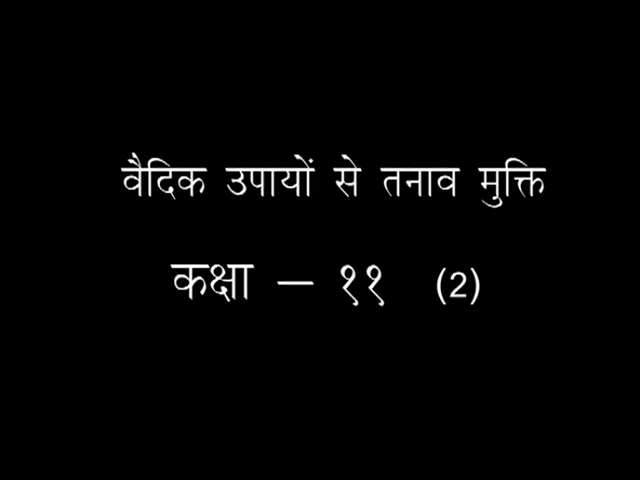 वैदिक उपायों से तनाव मुक्ति
कक्षा – ११ (2)